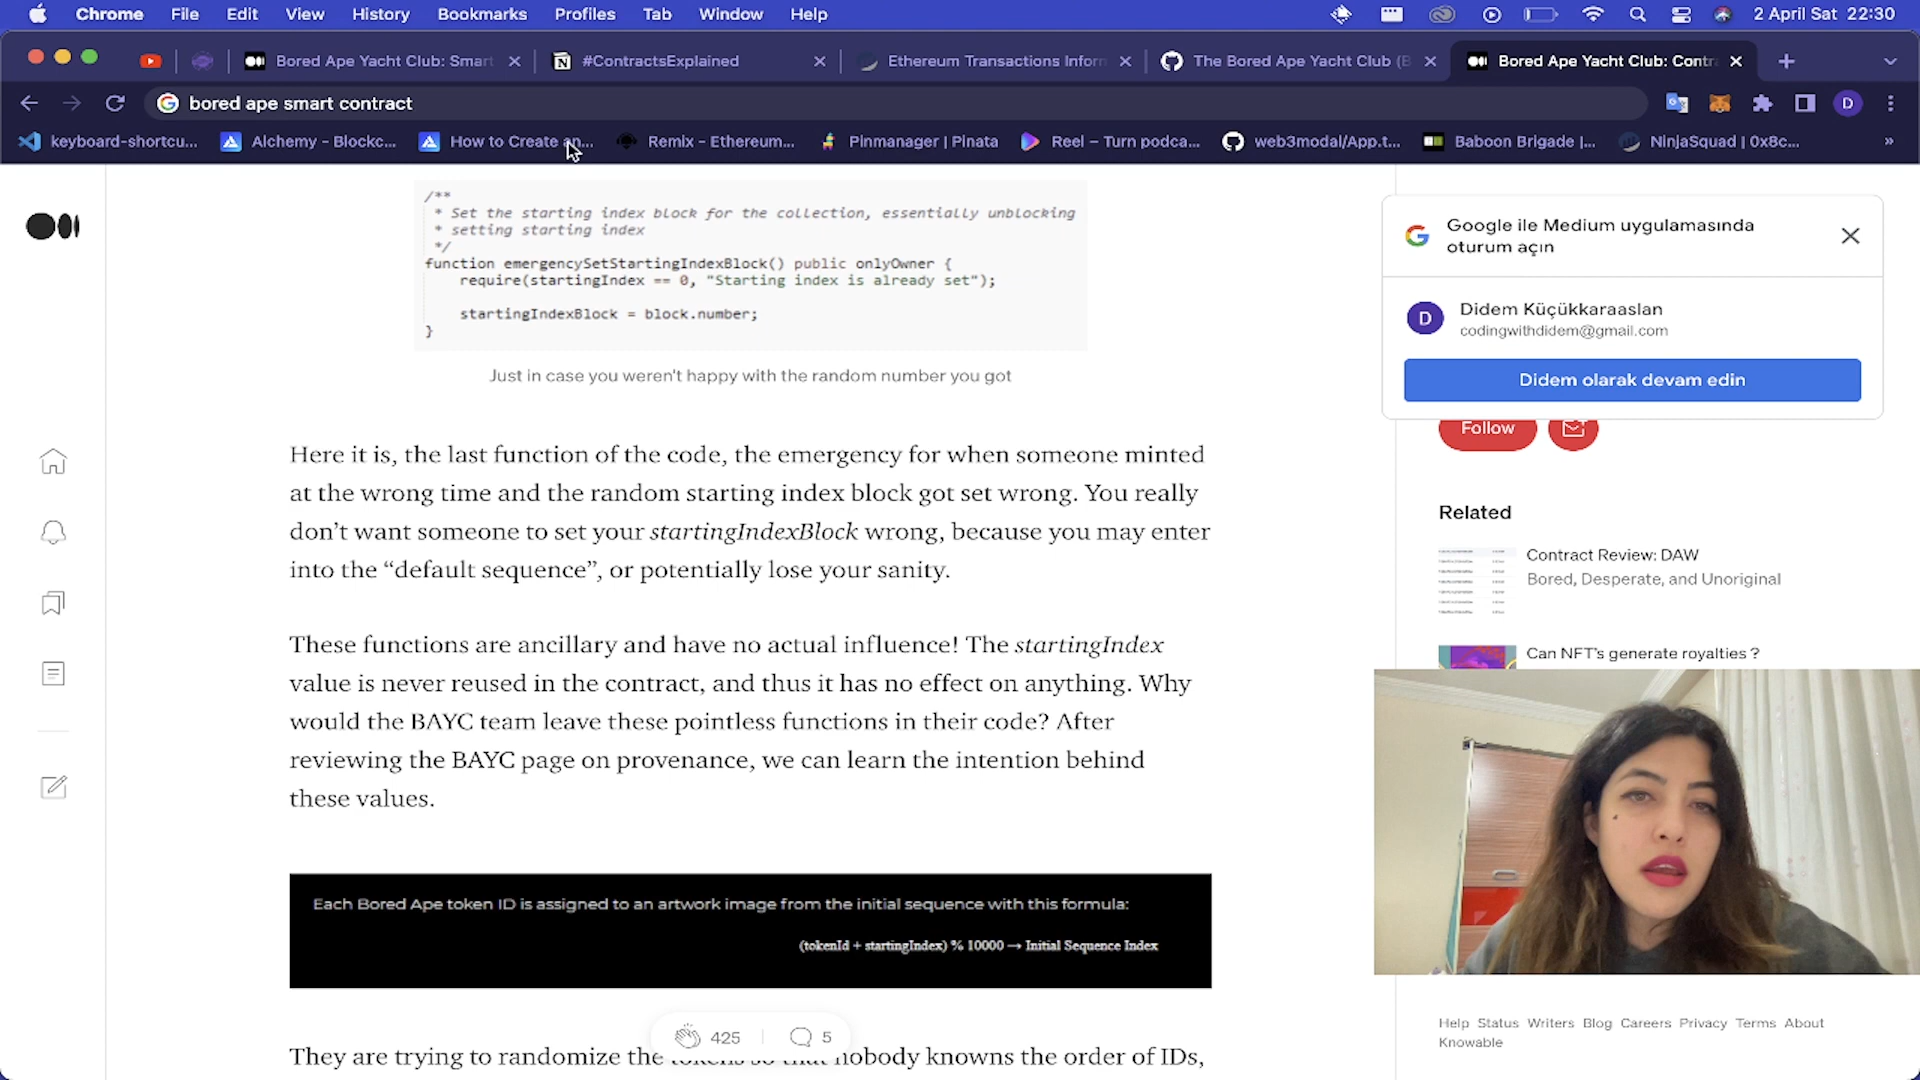 Chrome File Edit View History Bookmarks Profiles Tab Window Help 2 April Sat 22:30
Bored Ape Yacht Club: Smart #ContractsExplained Ethereum Transactions Inform The Bored Ape Yacht Club (B Bored Ape Yacht Club: Contr
bored ape smart contract D
keyboard-shortcu... Alchemy - Blockc... How to Create an... Remix - Ethereum... Pinmanager | Pinata Reel – Turn podca... web3modal/App.t... Baboon Brigade |... NinjaSquad | 0x8c... »
/**
* Set the starting index block for the collection, essentially unblocking
* setting starting index
*/
function emergencySetStartingIndexBlock() public onlyOwner {
require(startingIndex == 0, "Starting index is already set");
startingIndexBlock = block.number;
}
Just in case you weren't happy with the random number you got
Here it is, the last function of the code, the emergency for when someone minted
at the wrong time and the random starting index block got set wrong. You really
don’t want someone to set your startingIndexBlock wrong, because you may enter
into the “default sequence”, or potentially lose your sanity.
These functions are ancillary and have no actual influence! The startingIndex
value is never reused in the contract, and thus it has no effect on anything. Why
would the BAYC team leave these pointless functions in their code? After
reviewing the BAYC page on provenance, we can learn the intention behind
these values.
Each Bored Ape token ID is assigned to an artwork image from the initial sequence with this formula:
(tokenId + startingIndex) % 10000 → Initial Sequence Index
425 5
They are trying to randomize the tokens so that nobody knowns the order of IDs,
Google ile Medium uygulamasında
oturum açın
D
Didem Küçükkaraaslan
codingwithdidem@gmail.com
Didem olarak devam edin
Follow
Related
Contract Review: DAW
Bored, Desperate, and Unoriginal
Can NFT's generate royalties ?
Help Status Writers Blog Careers Privacy Terms About
Knowable